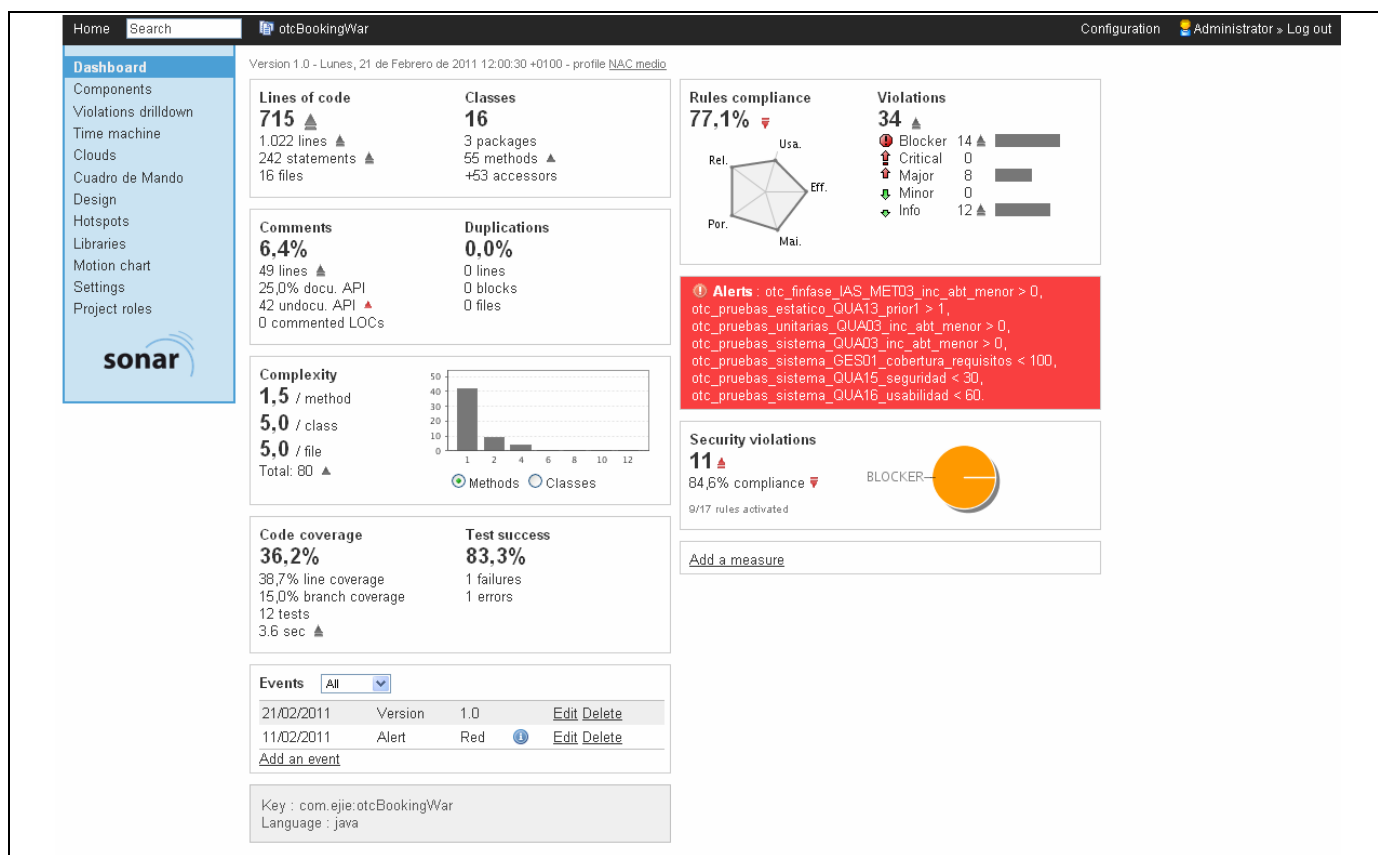 Home Search otcBookingWar Configuration Administrator » Log out
Dashboard
Components
Violations drilldown
Time machine
Clouds
Cuadro de Mando
Design
Hotspots
Libraries
Motion chart
Settings
Project roles
sonar
Version 1.0 - Lunes, 21 de Febrero de 2011 12:00:30 +0100 - profile NAC medio
Lines of code
715
1.022 lines
242 statements
16 files
Classes
16
3 packages
55 methods
+53 accessors
Comments
6,4%
49 lines
25,0% docu. API
42 undocu. API
0 commented LOCs
Duplications
0,0%
0 lines
0 blocks
0 files
Complexity
1,5 / method
5,0 / class
5,0 / file
Total: 80
50
40
30
20
10
0
1 2 4 6 8 10 12
Methods Classes
Code coverage
36,2%
38,7% line coverage
15,0% branch coverage
12 tests
3.6 sec
Test success
83,3%
1 failures
1 errors
Events All
21/02/2011 Version 1.0 Edit Delete
11/02/2011 Alert Red Edit Delete
Add an event
Key : com.ejie:otcBookingWar
Language : java
Rules compliance
77,1%
Usa.
Rel.
Eff.
Por.
Mai.
Violations
34
Blocker 14
Critical 0
Major 8
Minor 0
Info 12
Alerts : otc_finfase_IAS_MET03_inc_abt_menor > 0,
otc_pruebas_estatico_QUA13_prior1 > 1,
otc_pruebas_unitarias_QUA03_inc_abt_menor > 0,
otc_pruebas_sistema_QUA03_inc_abt_menor > 0,
otc_pruebas_sistema_GES01_cobertura_requisitos < 100,
otc_pruebas_sistema_QUA15_seguridad < 30,
otc_pruebas_sistema_QUA16_usabilidad < 60.
Security violations
11
84,6% compliance
9/17 rules activated
BLOCKER
Add a measure